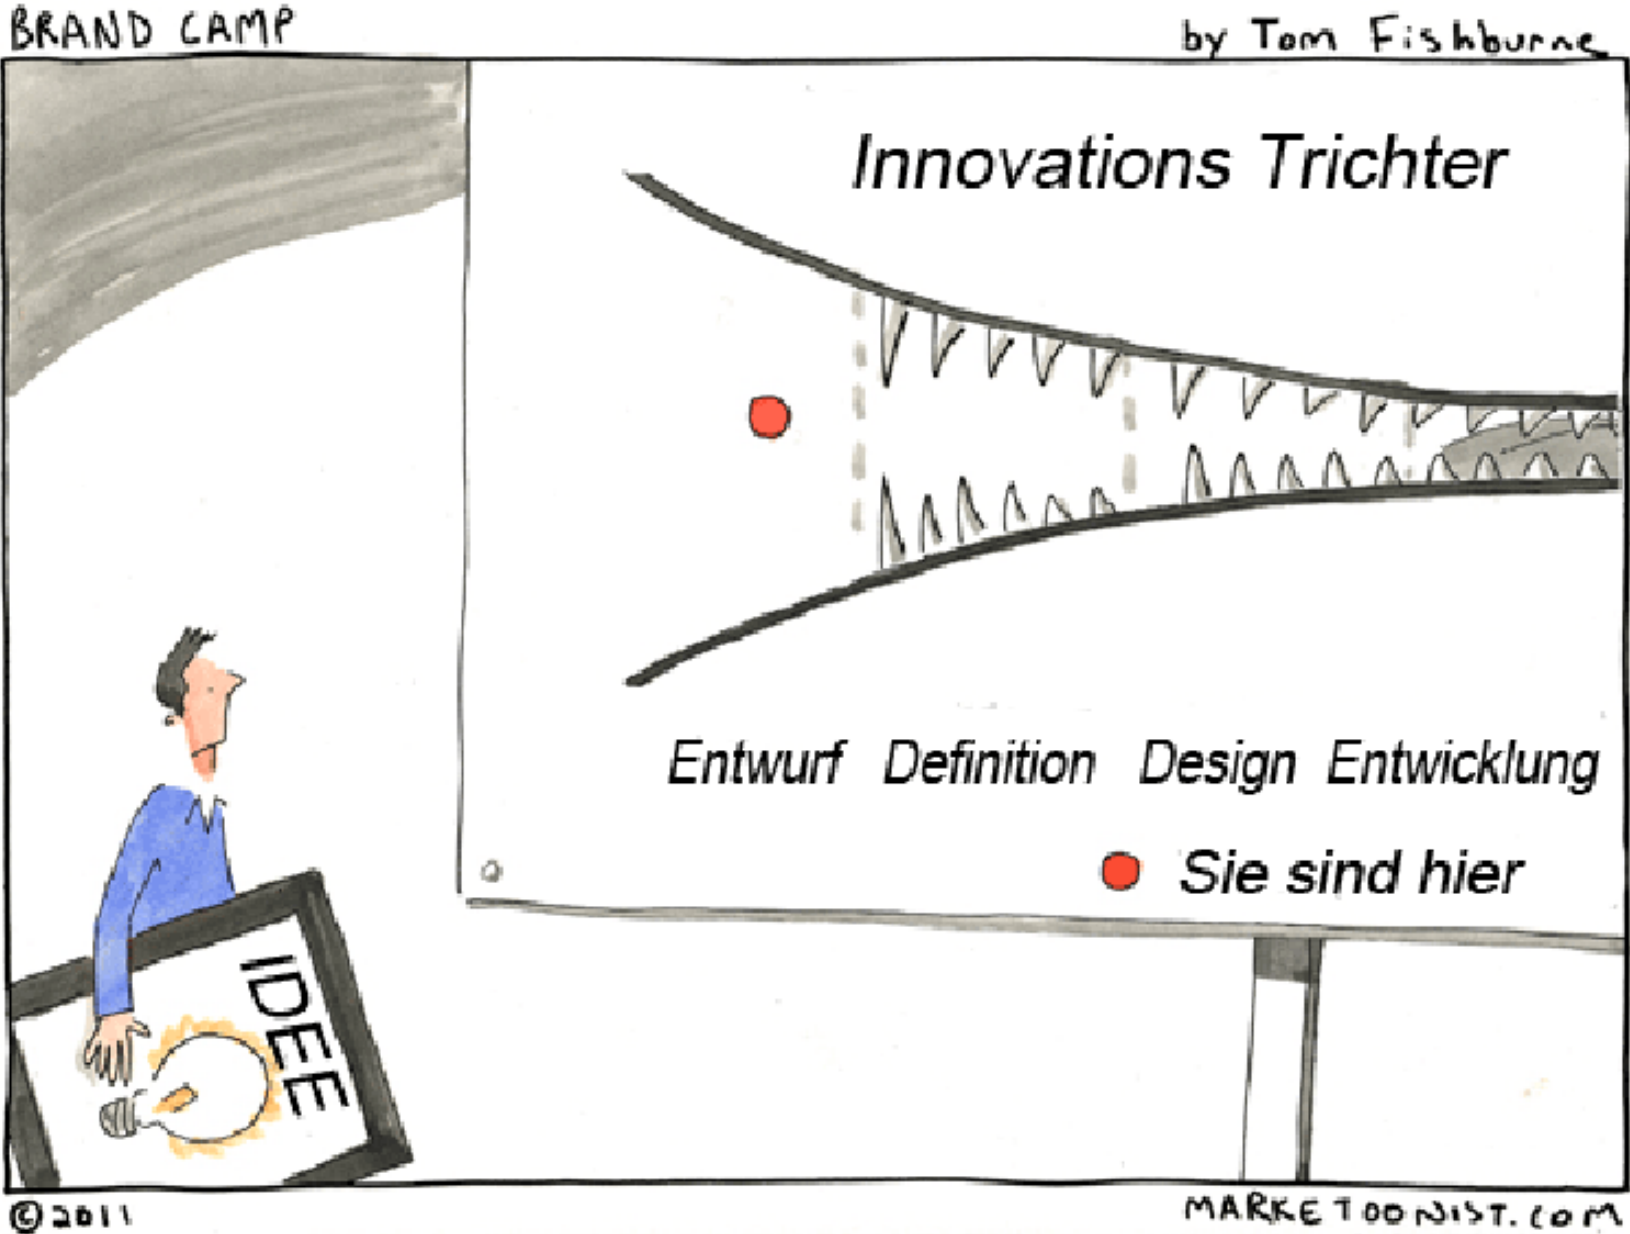 BRAND CAMP
by Tom Fishburne
Innovations Trichter
Entwurf Definition Design Entwicklung
Sie sind hier
IDEE
© 2011
MARKETOONIST.COM